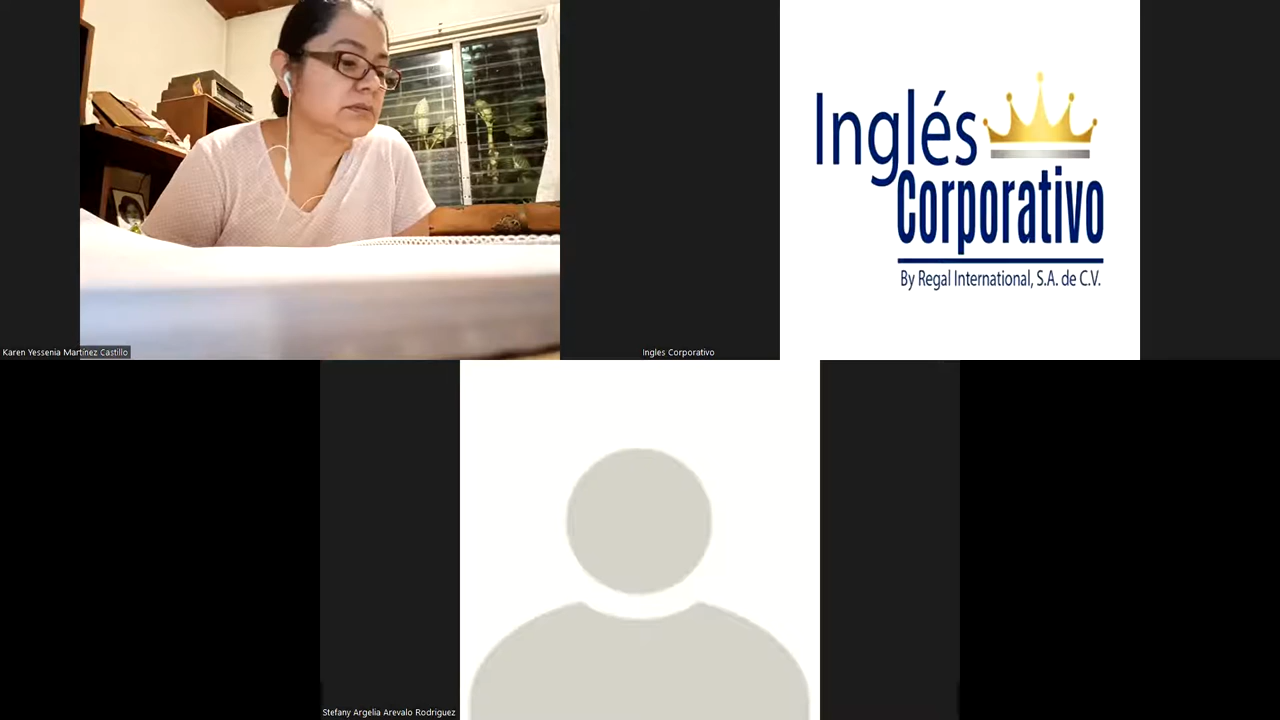 Inglés
Corporativo
By Regal International, S.A. de C.V.
Karen Yessenia Martinez Castillo
Ingles Corporativo
Stefany Argelia Arevalo Rodriguez